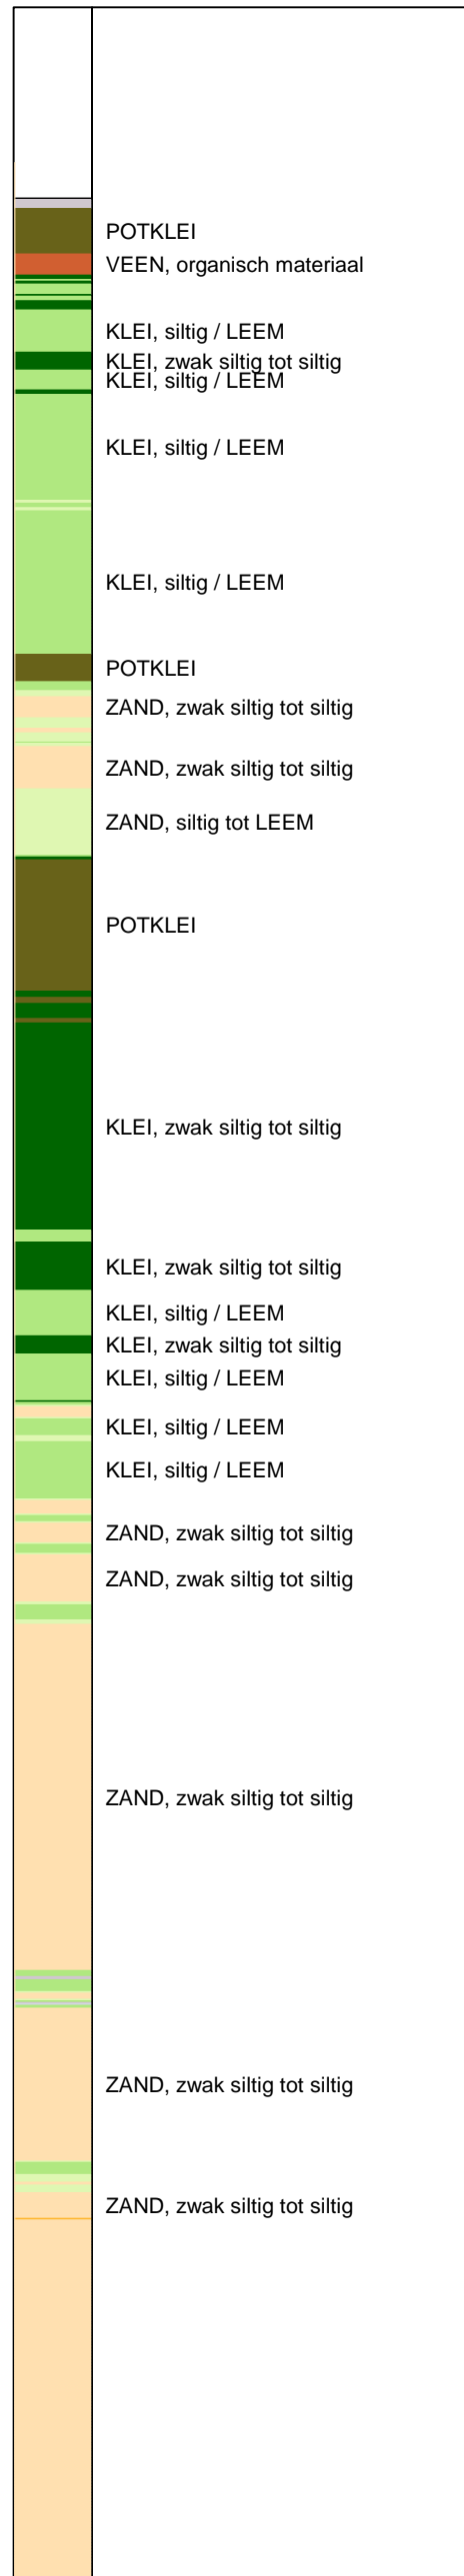 POTKLEI
VEEN, organisch materiaal
KLEI, siltig / LEEM
KLEI, zwak siltig tot siltig
KLEI, siltig / LEEM
KLEI, siltig / LEEM
KLEI, siltig / LEEM
POTKLEI
ZAND, zwak siltig tot siltig
ZAND, zwak siltig tot siltig
ZAND, siltig tot LEEM
POTKLEI
KLEI, zwak siltig tot siltig
KLEI, zwak siltig tot siltig
KLEI, siltig / LEEM
KLEI, zwak siltig tot siltig
KLEI, siltig / LEEM
KLEI, siltig / LEEM
KLEI, siltig / LEEM
ZAND, zwak siltig tot siltig
ZAND, zwak siltig tot siltig
ZAND, zwak siltig tot siltig
ZAND, zwak siltig tot siltig
ZAND, zwak siltig tot siltig